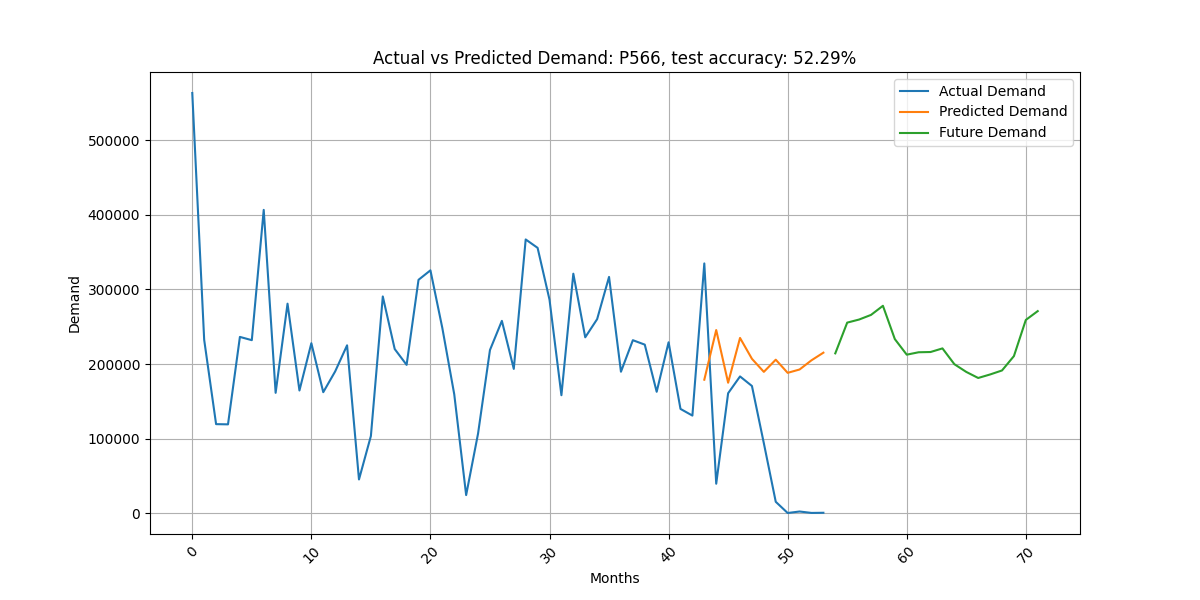 Actual vs Predicted Demand: P566, test accuracy: 52.29%
Actual Demand
Predicted Demand
Future Demand
500000
400000
300000
200000
100000
0
Demand
0 10 20 30 40 50 60 70
Months